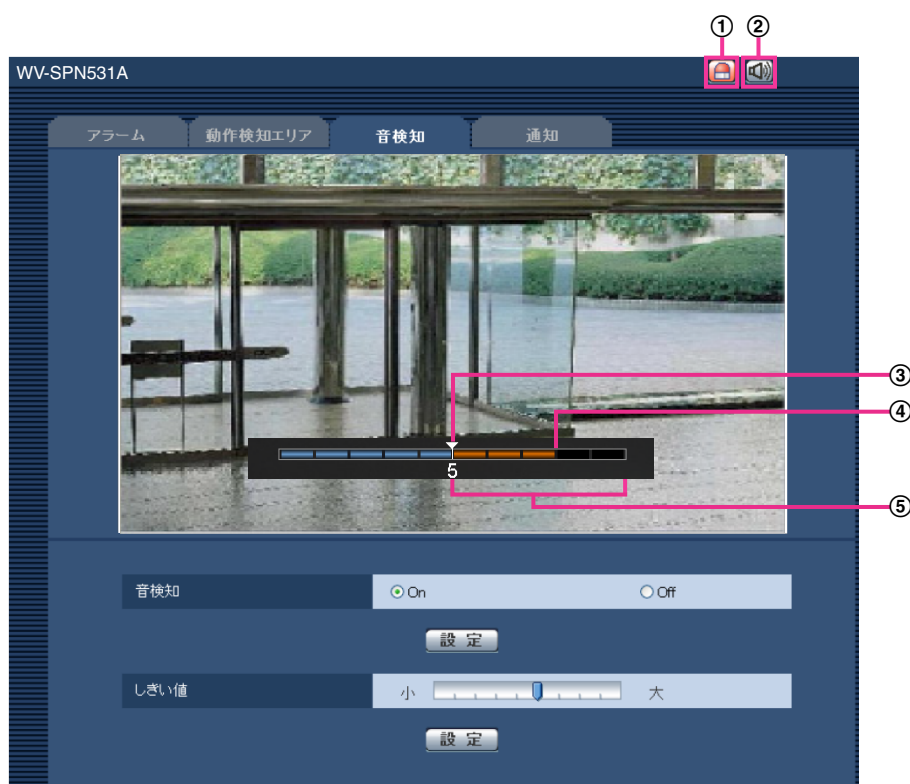 ① ②
WV-SPN531A
アラーム 動作検知エリア 音検知 通知
③
④
5
⑤
音検知 On Off
設 定
しきい値 小 大
設 定